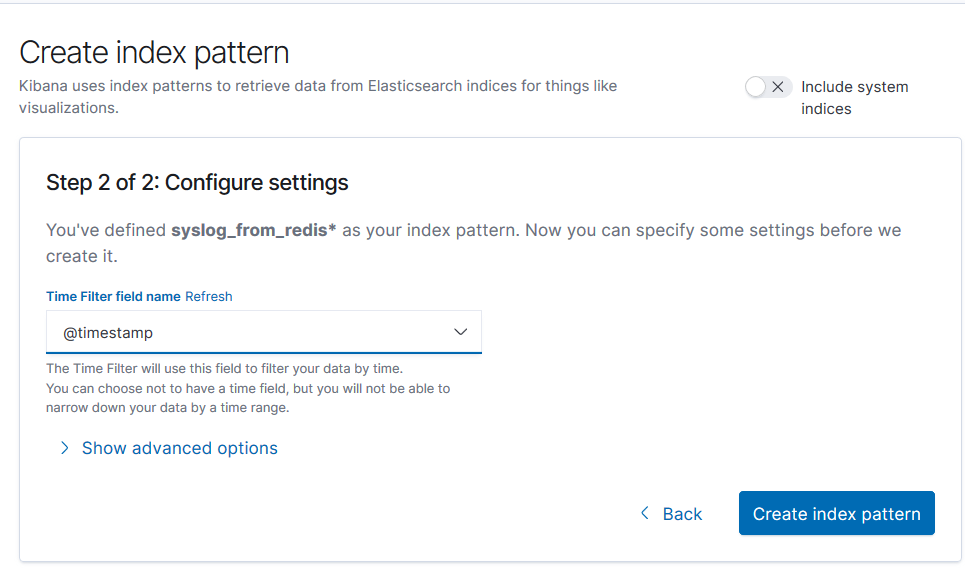 Create index pattern
Kibana uses index patterns to retrieve data from Elasticsearch indices for things like
visualizations.
Include system
indices
Step 2 of 2: Configure settings
You've defined syslog_from_redis* as your index pattern. Now you can specify some settings before we
create it.
Time Filter field name Refresh
@timestamp
The Time Filter will use this field to filter your data by time.
You can choose not to have a time field, but you will not be able to
narrow down your data by a time range.
Show advanced options
Back
Create index pattern